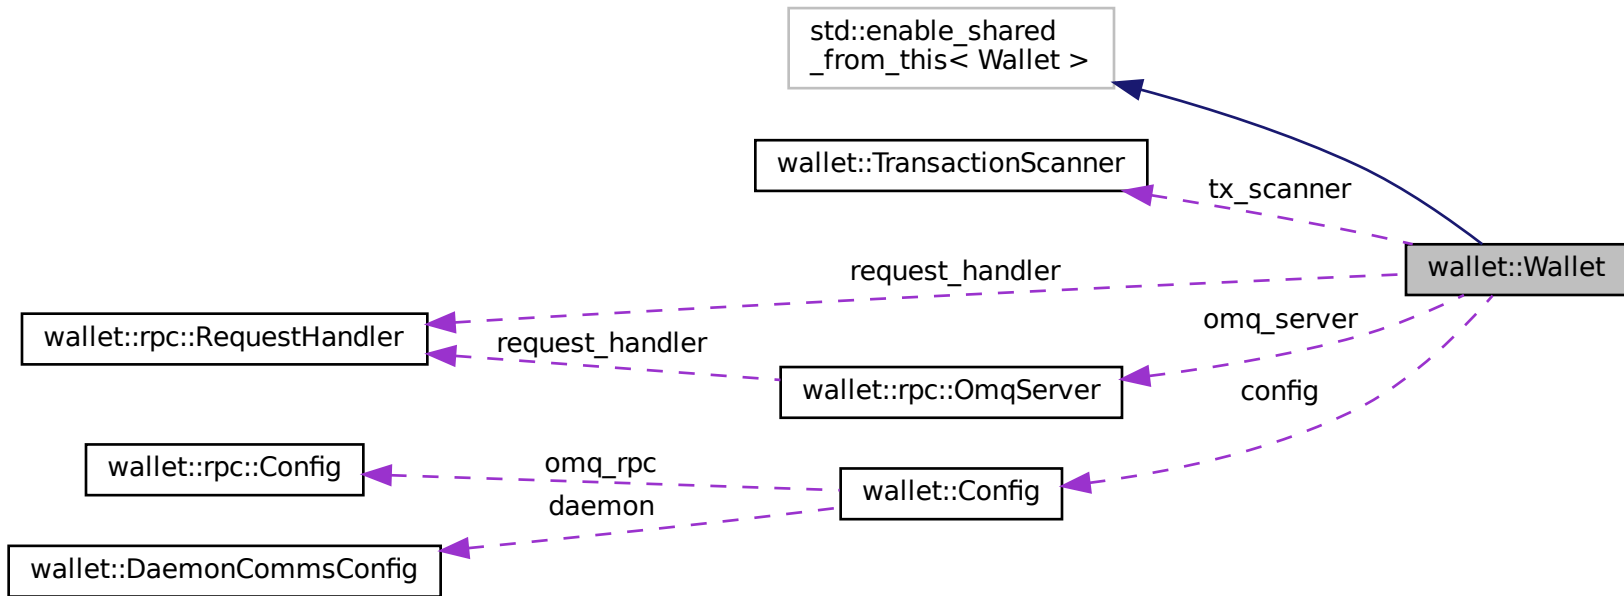 std::enable_shared
_from_this< Wallet >
wallet::TransactionScanner
tx_scanner
wallet::Wallet
request_handler
omq_server
wallet::rpc::RequestHandler
request_handler
wallet::rpc::OmqServer
config
omq_rpc
wallet::rpc::Config
wallet::Config
daemon
wallet::DaemonCommsConfig